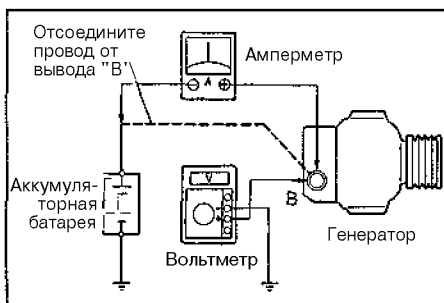 Отсоедините
провод от
вывода "В"
Амперметр
А
Аккумуля-
торная
батарея
V
Вольтметр
В
Генератор